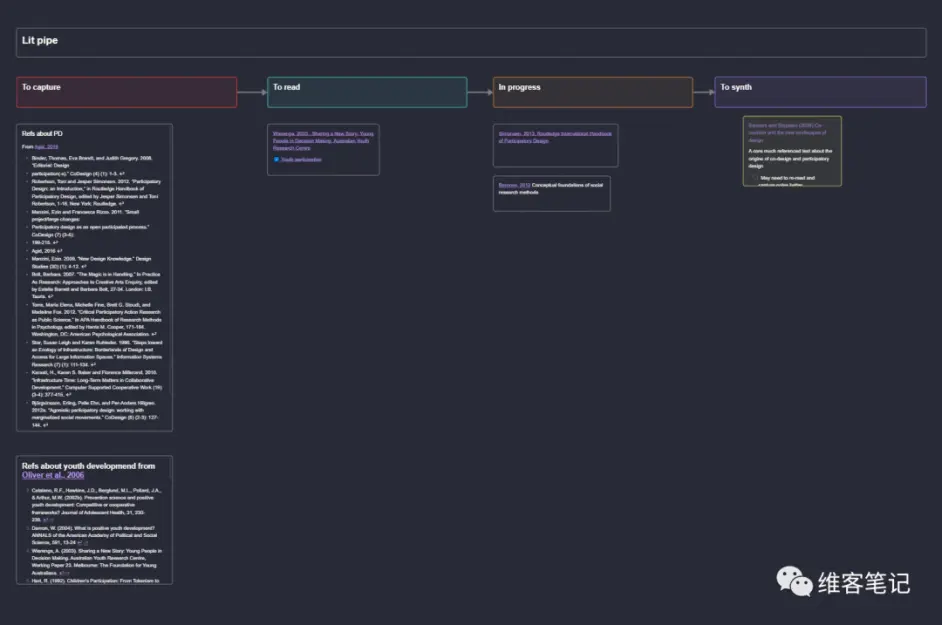 Lit pipe
To capture
To read
In progress
To synth
Refs about PD
From Agid, 2016
Binder, Thomas, Eva Brandt, and Judith Gregory. 2008.
"Editorial: Design
participation(-s)." CoDesign (4) (1): 1-3. ↩
Robertson, Toni and Jesper Simonsen. 2012. "Participatory
Design: an Introduction," in Routledge Handbook of
Participatory Design, edited by Jesper Simonsen and Toni
Robertson, 1-18. New York: Routledge. ↩
Manzini, Ezio and Francesca Rizzo. 2011. "Small
projects/large changes:
Participatory design as an open participated process."
CoDesign (7) (3-4):
199-215. ↩
Agid, 2016 ↩
Manzini, Ezio. 2009. "New Design Knowledge." Design
Studies (30) (1): 4-12. ↩
Bolt, Barbara. 2007. "The Magic is in Handling." In Practice
As Research: Approaches to Creative Arts Enquiry, edited
by Estelle Barrett and Barbara Bolt, 27-34. London: I.B.
Tauris. ↩
Torre, María Elena, Michelle Fine, Brett G. Stoudt, and
Madeline Fox. 2012. "Critical Participatory Action Research
as Public Science." In APA Handbook of Research Methods
in Psychology, edited by Harris M. Cooper, 171-184.
Washington, DC: American Psychological Association. ↩
Star, Susan Leigh and Karen Ruhleder. 1996. "Steps toward
an Ecology of Infrastructure: Borderlands of Design and
Access for Large Information Spaces." Information Systems
Research (7) (1): 111-134. ↩
Karasti, H., Karen S. Baker and Florence Millerand. 2010.
"Infrastructure Time: Long-Term Matters in Collaborative
Development." Computer Supported Cooperative Work (19)
(3-4): 377-415. ↩
Björgvinsson, Erling, Pelle Ehn, and Per-Anders Hillgren.
2012a. "Agonistic participatory design: working with
marginalised social movements." CoDesign (8) (2-3): 127-
144. ↩
Wierenga, 2003 , Sharing a New Story: Young
People in Decision Making. Australian Youth
Research Centre
Youth participation
Simonsen, 2013, Routledge International Handbook
of Participatory Design
2012 Conceptual foundations of social
research methods
Sanders and Stappers (2008) Co-
creation and the new landscapes of
design
A core much referenced text about the
origins of co-design and participatory
design
May need to re-read and
capture notes better
Refs about youth developmend from
Oliver et al., 2006
Catalano, R.F., Hawkins, J.D., Berglund, M.L., Pollard, J.A.,
& Arthur, M.W. (2002b). Prevention science and positive
youth development: Competitive or cooperative
frameworks? Journal of Adolescent Health, 31, 230-
239.
Damon, W. (2004). What is positive youth development?
ANNALS of the American Academy of Political and Social
Science, 591, 13-24
Wierenga, A. (2003). Sharing a New Story: Young People in
Decision Making. Australian Youth Research Centre,
Working Paper 23. Melbourne: The Foundation for Young
Australians.
Hart, R. (1992). Children's Participation: From Tokenism to
维客笔记